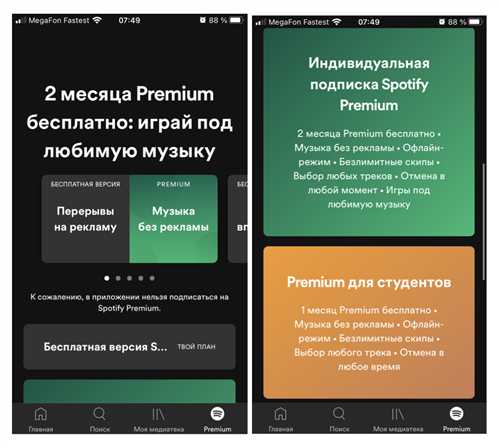 MegaFon Fastest 07:49 88 %
2 месяца Premium
бесплатно: играй под
любимую музыку
БЕСПЛАТНАЯ ВЕРСИЯ
Перерывы
на рекламу
PREMIUM
Музыка
без рекламы
К сожалению, в приложении нельзя подписаться на
Spotify Premium.
Бесплатная версия S... ТВОЙ ПЛАН
Главная Поиск Моя медиатека Premium
MegaFon Fastest 07:49 88 %
Индивидуальная
подписка Spotify
Premium
2 месяца Premium бесплатно •
Музыка без рекламы • Офлайн-
режим • Безлимитные скипы •
Выбор любых треков • Отмена в
любой момент • Игры под
любимую музыку
Premium для студентов
1 месяц Premium бесплатно •
Музыка без рекламы • Офлайн-
режим • Безлимитные скипы •
Выбор любого трека • Отмена в
любое время
Главная Поиск Моя медиатека Premium